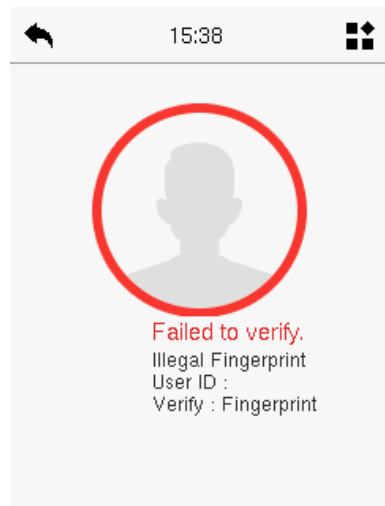 15:38
Failed to verify.
Illegal Fingerprint
User ID :
Verify : Fingerprint